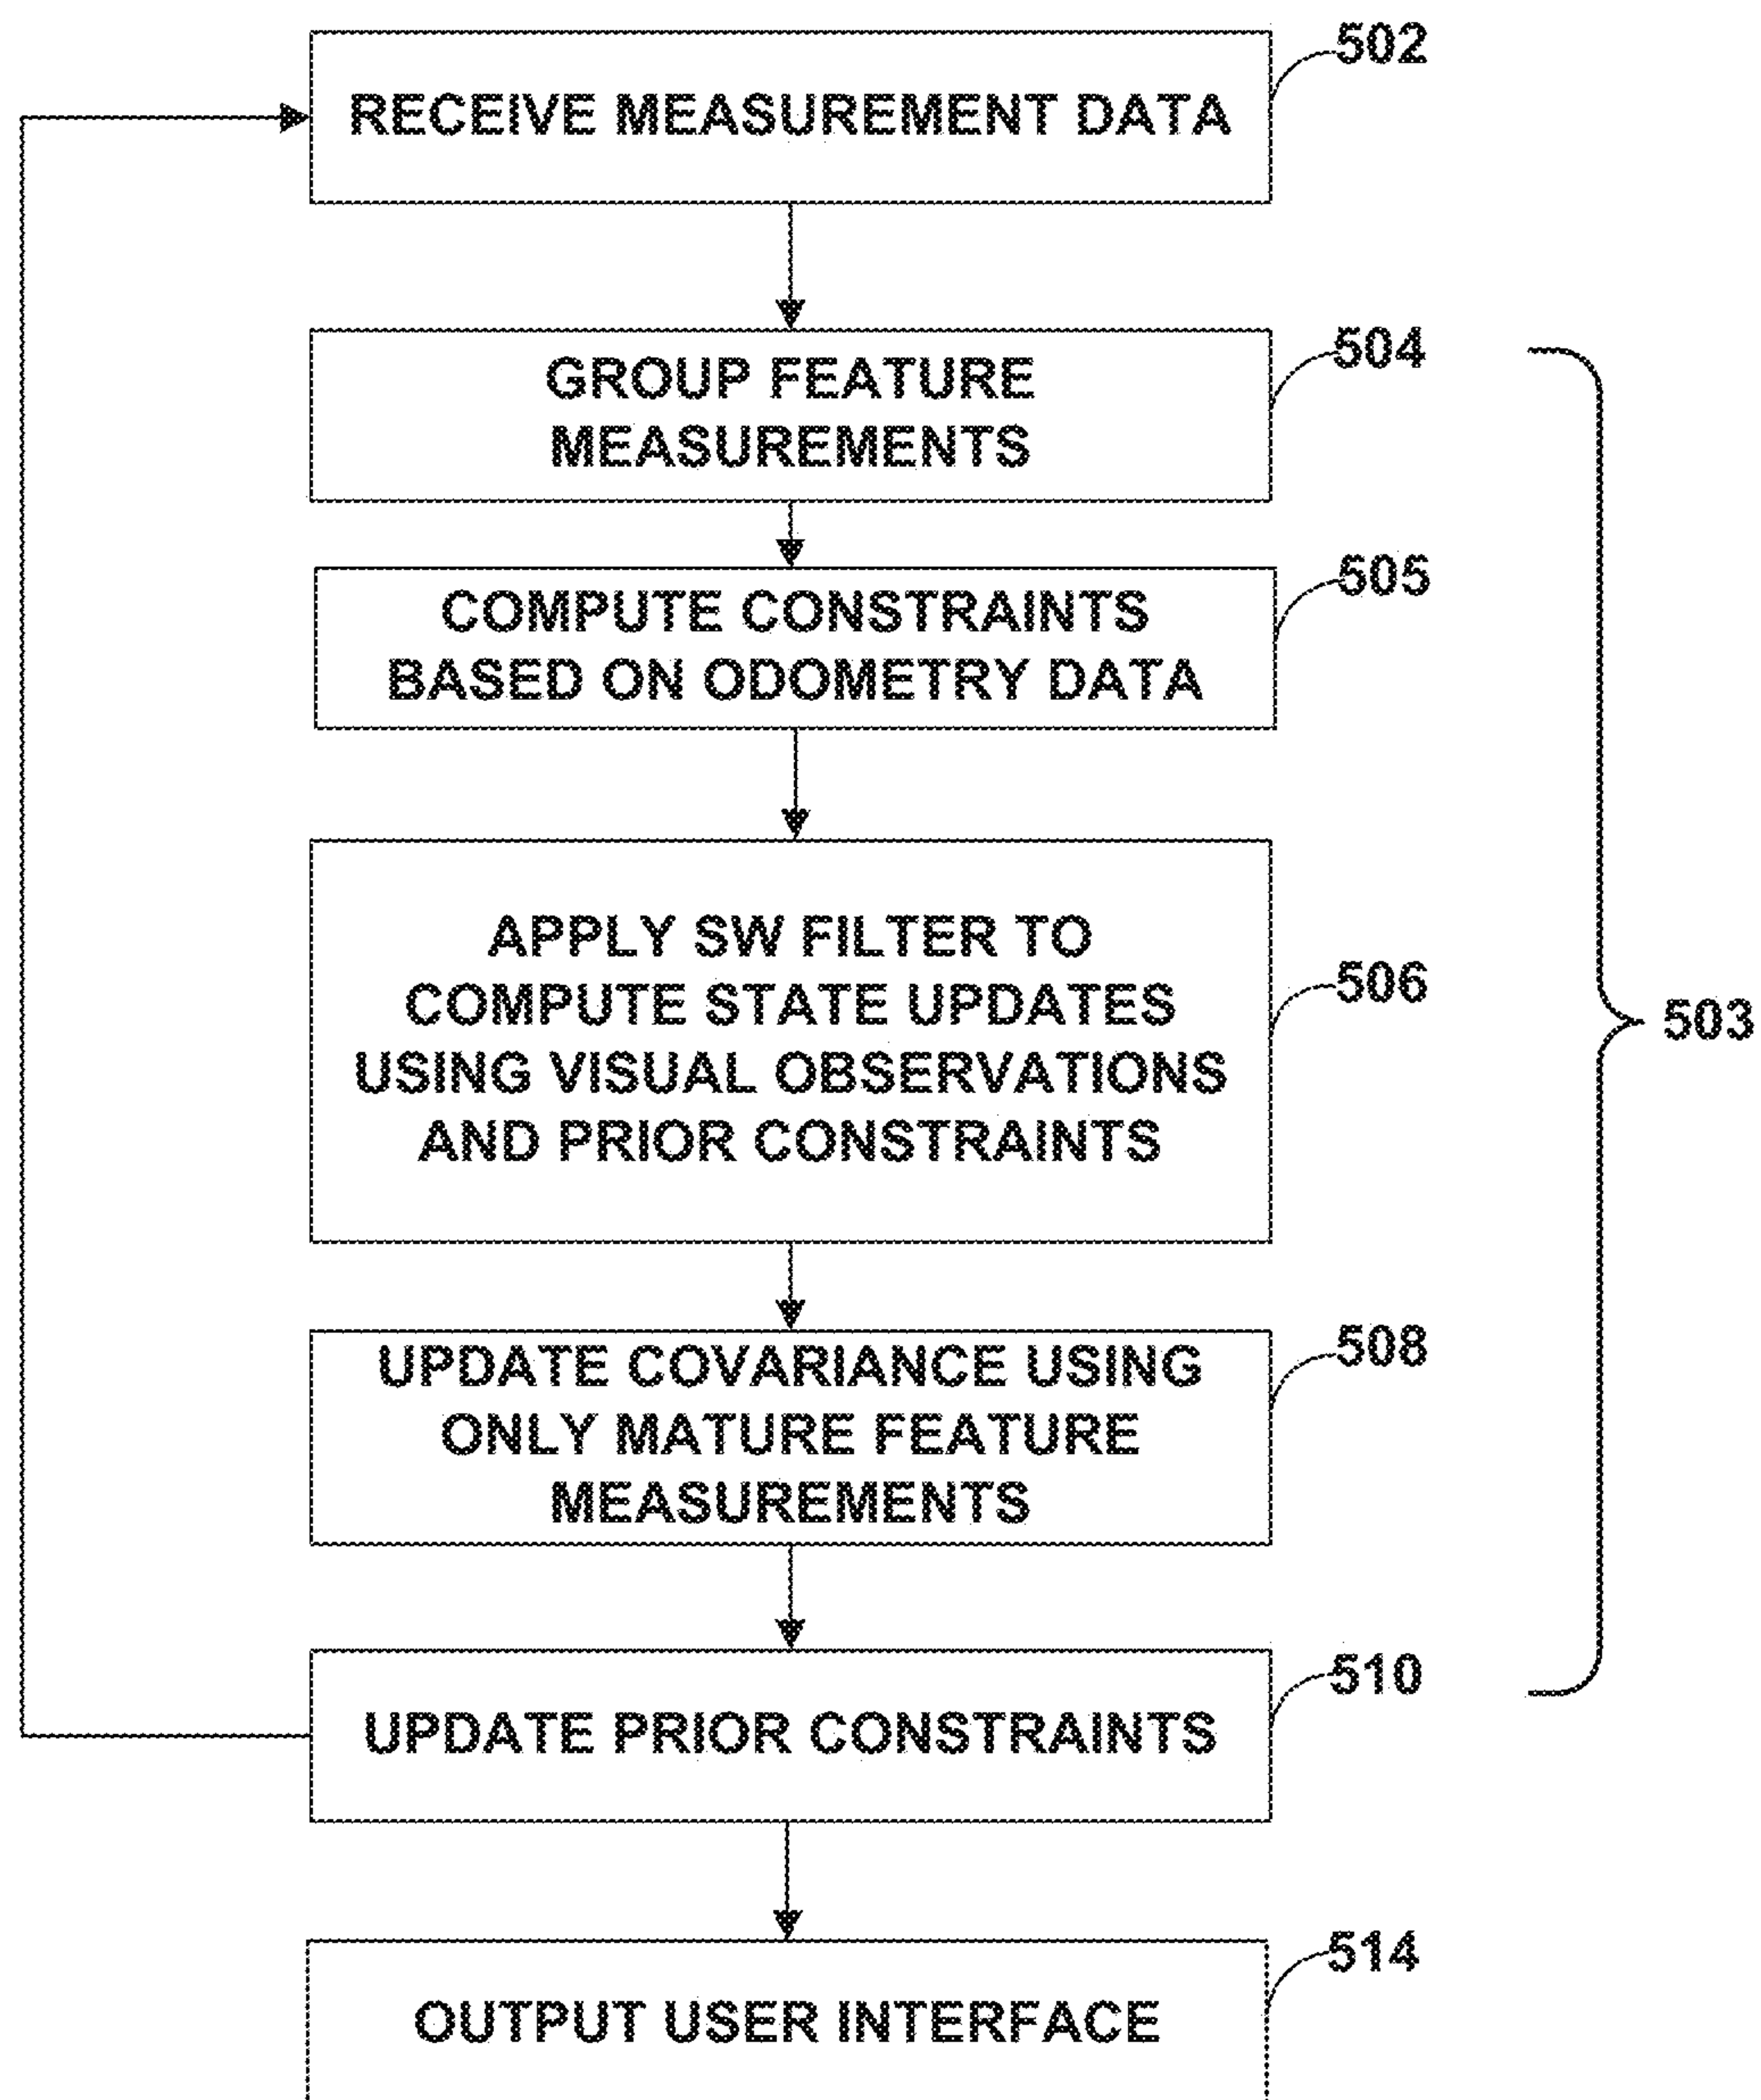 502
RECEIVE MEASUREMENT DATA
504
GROUP FEATURE
MEASUREMENTS
505
COMPUTE CONSTRAINTS
BASED ON ODOMETRY DATA
APPLY SW FILTER TO
COMPUTE STATE UPDATES
USING VISUAL OBSERVATIONS
AND PRIOR CONSTRAINTS
506
503
508
UPDATE COVARIANCE USING
ONLY MATURE FEATURE
MEASUREMENTS
510
UPDATE PRIOR CONSTRAINTS
514
OUTPUT USER INTERFACE